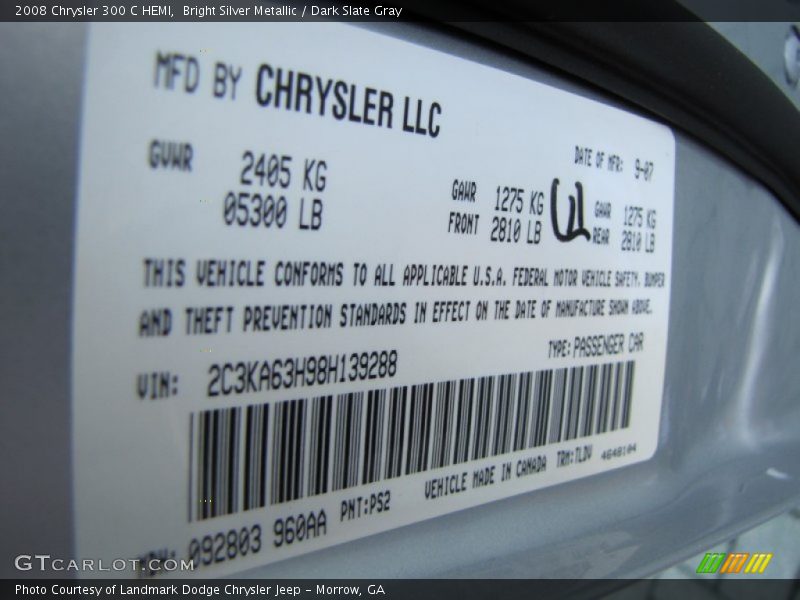 2008 Chrysler 300 C HEMI,  Bright Silver Metallic / Dark Slate Gray
MFD BY CHRYSLER LLC
DATE OF MFR: 9-07
GVWR 2405 KG
05300 LB
GAWR 1275 KG
FRONT 2810 LB
GAWR 1275 KG
REAR 2810 LB
THIS VEHICLE CONFORMS TO ALL APPLICABLE U.S.A. FEDERAL MOTOR VEHICLE SAFETY, BUMPER
AND THEFT PREVENTION STANDARDS IN EFFECT ON THE DATE OF MANUFACTURE SHOWN ABOVE.
VIN: 2C3KA63H98H139288
TYPE: PASSENGER CAR
MDH: 092803 960AA PNT:PS2 VEHICLE MADE IN CANADA TRM:TLDV 4648104
GTCARLOT.COM
Photo Courtesy of Landmark Dodge Chrysler Jeep - Morrow, GA